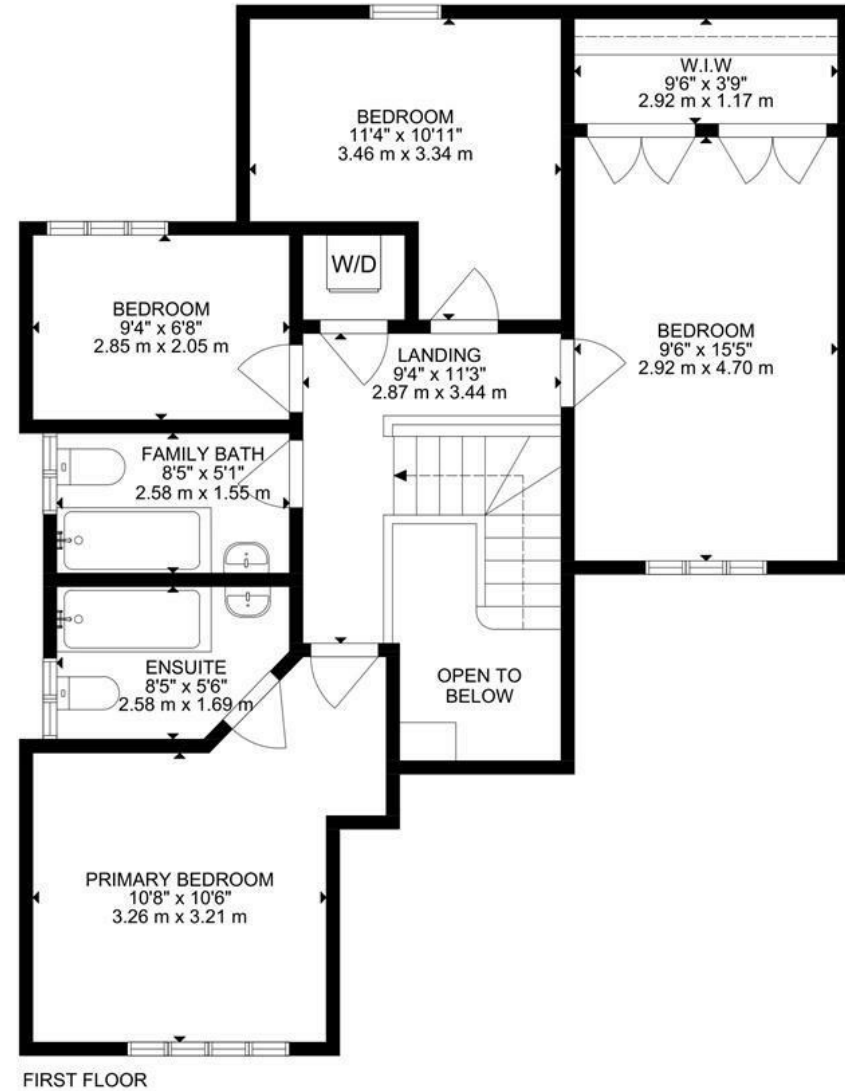 W.I.W
9'6" x 3'9"
2.92 m x 1.17 m
BEDROOM
11'4" x 10'11"
3.46 m x 3.34 m
W/D
BEDROOM
9'4" x 6'8"
2.85 m x 2.05 m
LANDING
9'4" x 11'3"
2.87 m x 3.44 m
BEDROOM
9'6" x 15'5"
2.92 m x 4.70 m
FAMILY BATH
8'5" x 5'1"
2.58 m x 1.55 m
ENSUITE
8'5" x 5'6"
2.58 m x 1.69 m
OPEN TO
BELOW
PRIMARY BEDROOM
10'8" x 10'6"
3.26 m x 3.21 m
FIRST FLOOR